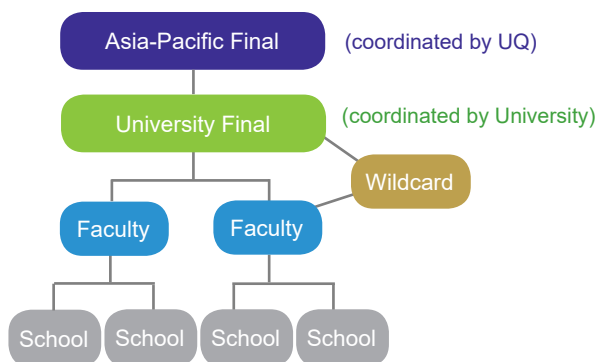 Asia-Pacific Final (coordinated by UQ)
University Final (coordinated by University)
Wildcard
Faculty Faculty
School School School School